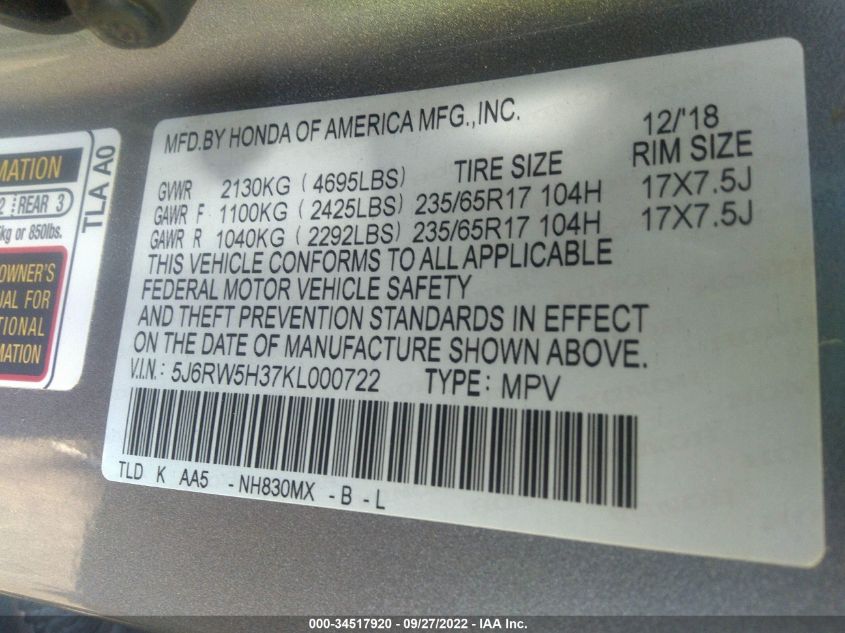 MATION
2 REAR 3
kg or 850lbs.
OWNER'S
UAL FOR
TIONAL
MATION
TLA A0
MFD.BY HONDA OF AMERICA MFG.,INC. 12/'18
TIRE SIZE RIM SIZE
GVWR 2130KG (4695LBS)
GAWR F 1100KG (2425LBS) 235/65R17 104H 17X7.5J
GAWR R 1040KG (2292LBS) 235/65R17 104H 17X7.5J
THIS VEHICLE CONFORMS TO ALL APPLICABLE
FEDERAL MOTOR VEHICLE SAFETY
AND THEFT PREVENTION STANDARDS IN EFFECT
ON THE DATE OF MANUFACTURE SHOWN ABOVE.
V.I.N.: 5J6RW5H37KL000722 TYPE: MPV
TLD K AA5 - NH830MX - B - L
000-34517920 - 09/27/2022 - IAA Inc.